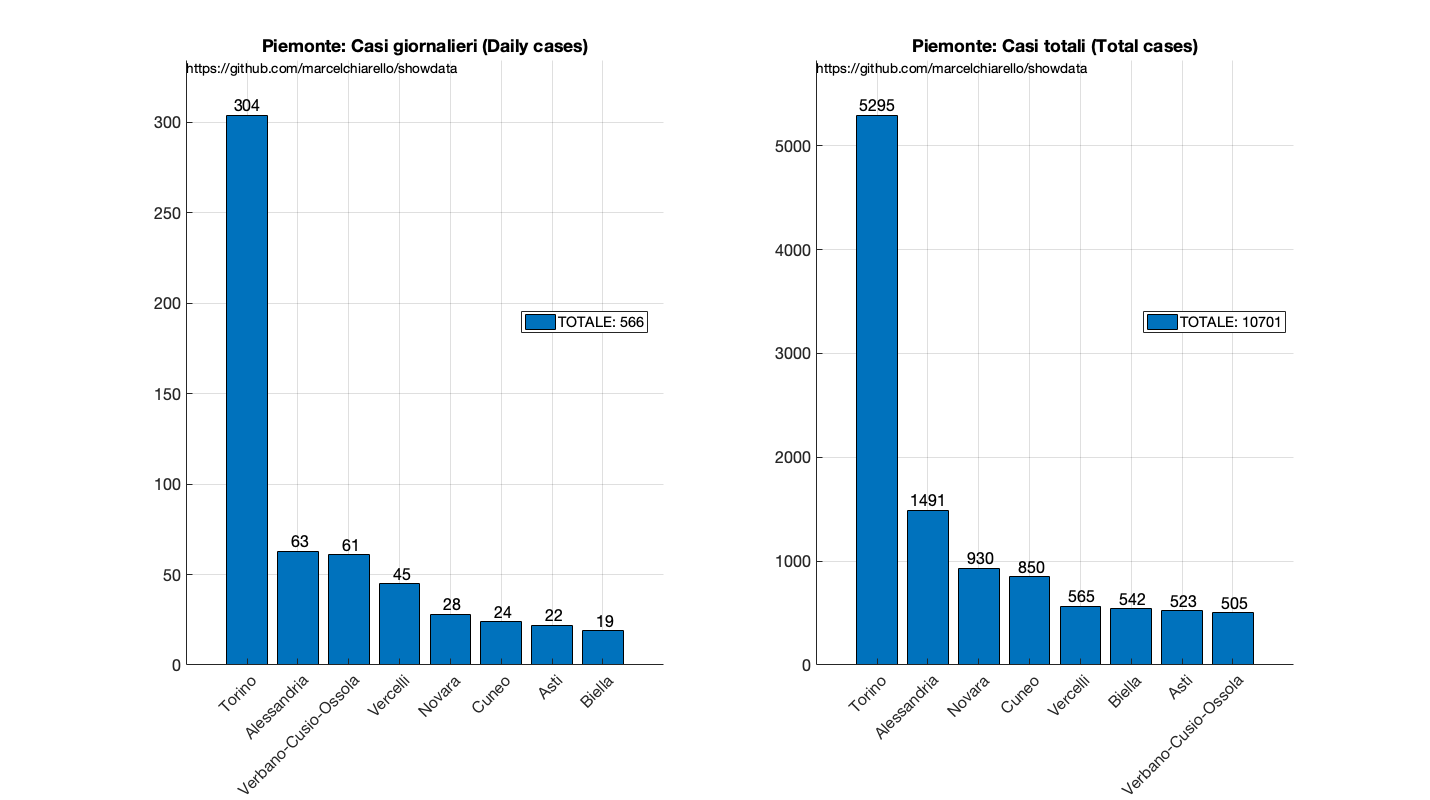 Piemonte: Casi giornalieri (Daily cases)
https://github.com/marcelchiarello/showdata
304
300
250
200
TOTALE: 566
150
100
63
61
50
45
28
24
22
19
0
Torino
Alessandria
Verbano-Cusio-Ossola
Vercelli
Novara
Cuneo
Asti
Biella
Piemonte: Casi totali (Total cases)
https://github.com/marcelchiarello/showdata
5295
5000
4000
TOTALE: 10701
3000
2000
1491
1000
930
850
565
542
523
505
0
Torino
Alessandria
Novara
Cuneo
Vercelli
Biella
Asti
Verbano-Cusio-Ossola